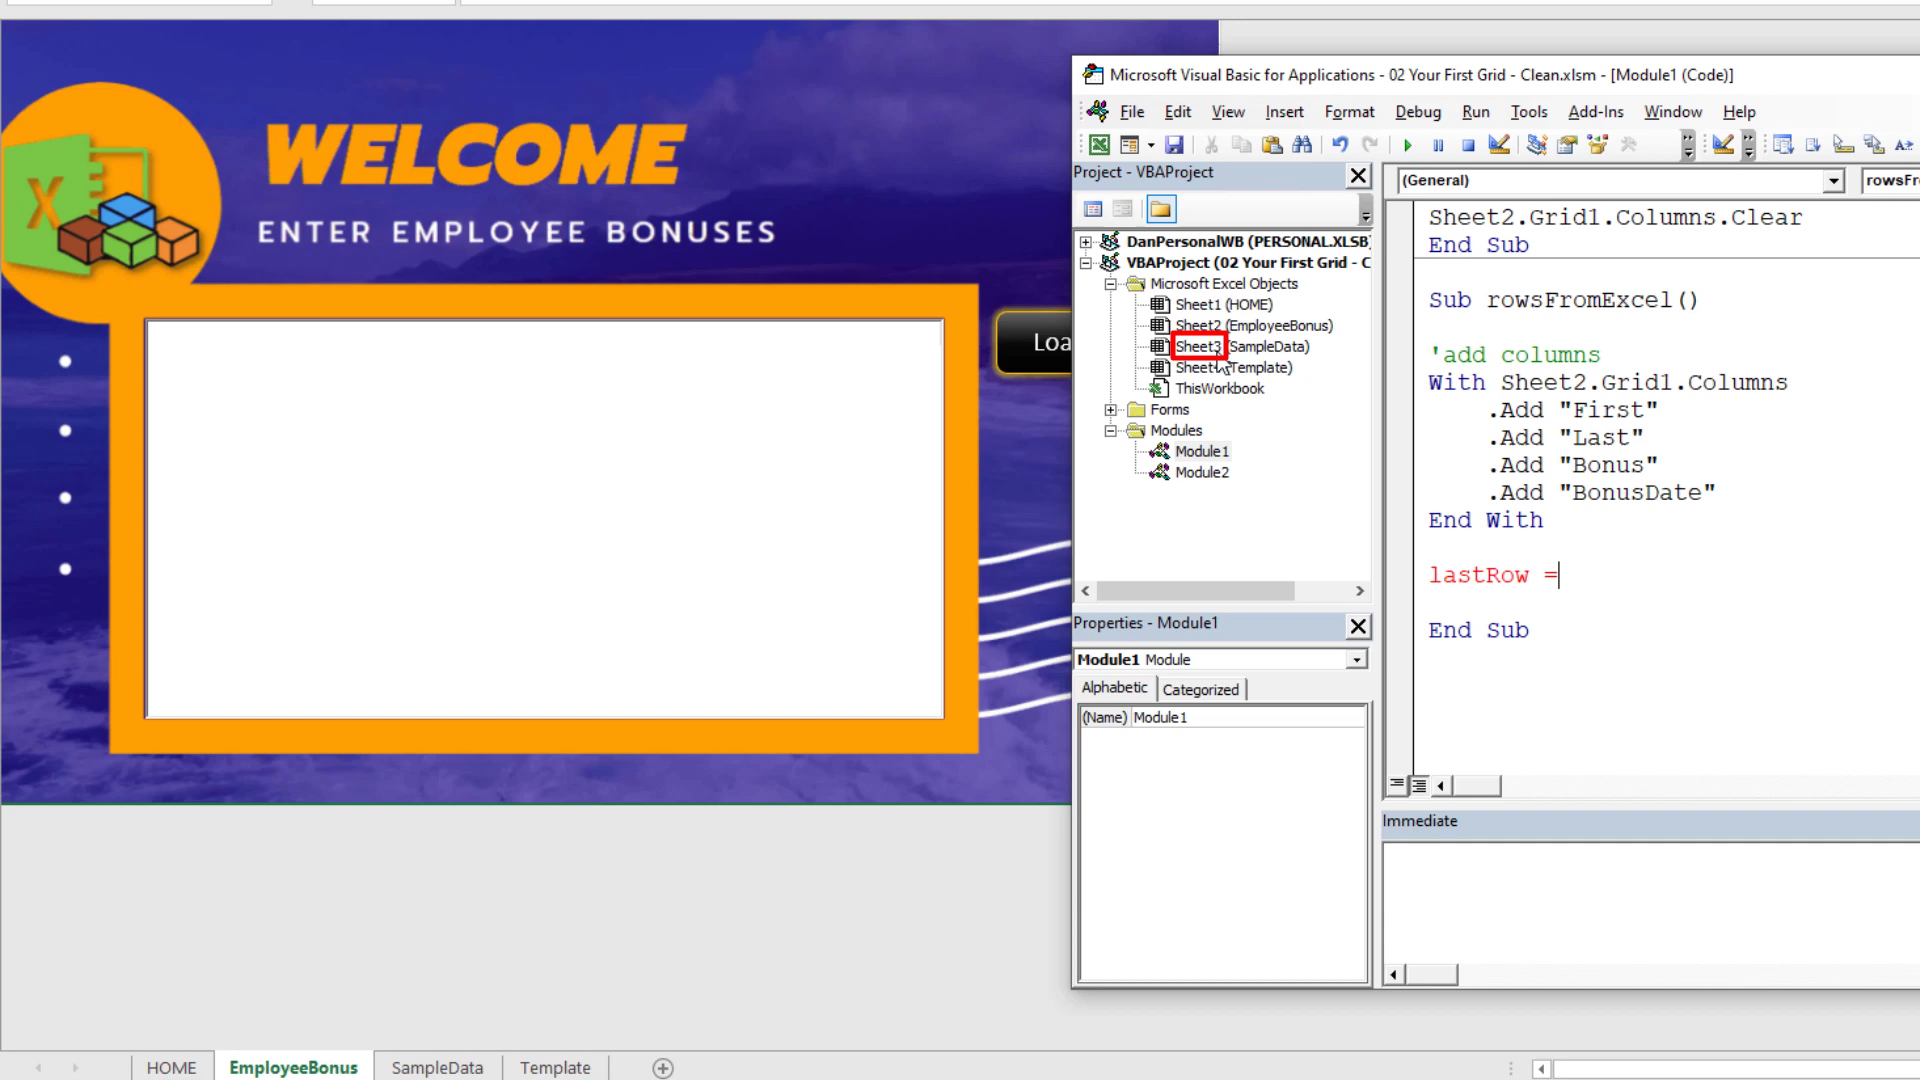 WELCOME
ENTER EMPLOYEE BONUSES
X
Loa
HOME
EmployeeBonus
SampleData
Template
Microsoft Visual Basic for Applications - 02 Your First Grid - Clean.xlsm - [Module1 (Code)]
File Edit View Insert Format Debug Run Tools Add-Ins Window Help
Project - VBAProject
DanPersonalWB (PERSONAL.XLSB)
VBAProject (02 Your First Grid - C
Microsoft Excel Objects
Sheet1 (HOME)
Sheet2 (EmployeeBonus)
Sheet3 (SampleData)
Sheet Template)
ThisWorkbook
Forms
Modules
Module1
Module2
Properties - Module1
Module1 Module
Alphabetic Categorized
(Name) Module1
(General)
rowsFr
Sheet2.Grid1.Columns.Clear
End Sub
Sub rowsFromExcel()
'add columns
With Sheet2.Grid1.Columns
.Add "First"
.Add "Last"
.Add "Bonus"
.Add "BonusDate"
End With
lastRow =
End Sub
Immediate